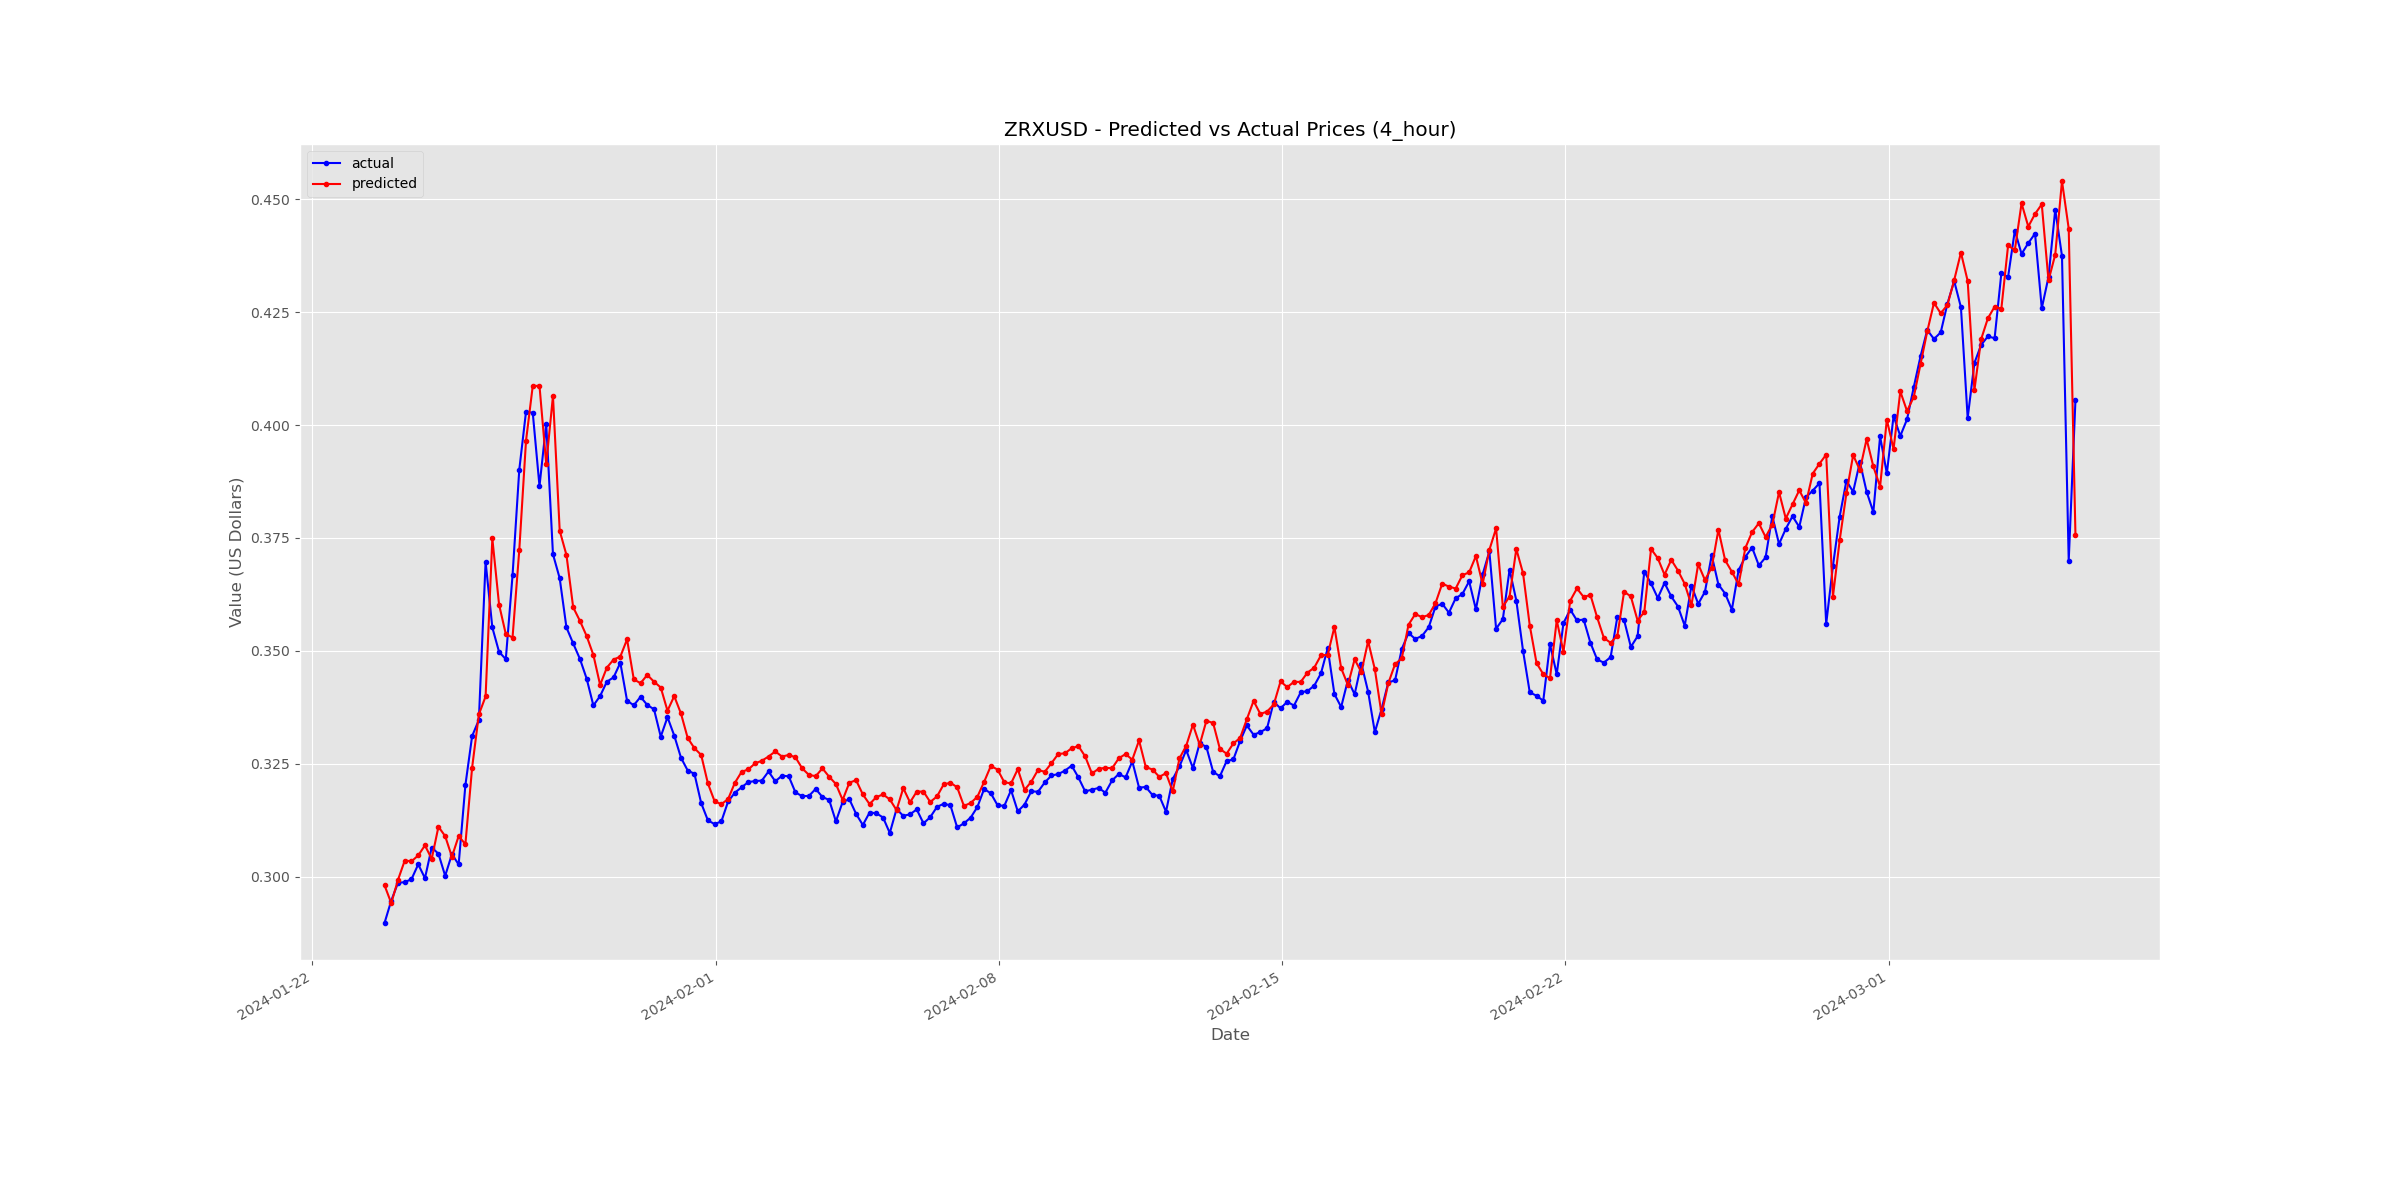 ZRXUSD - Predicted vs Actual Prices (4_hour)
actual
predicted
0.450
0.425
0.400
0.375
0.350
0.325
0.300
Value (US Dollars)
2024-01-22
2024-02-01
2024-02-08
2024-02-15
2024-02-22
2024-03-01
Date